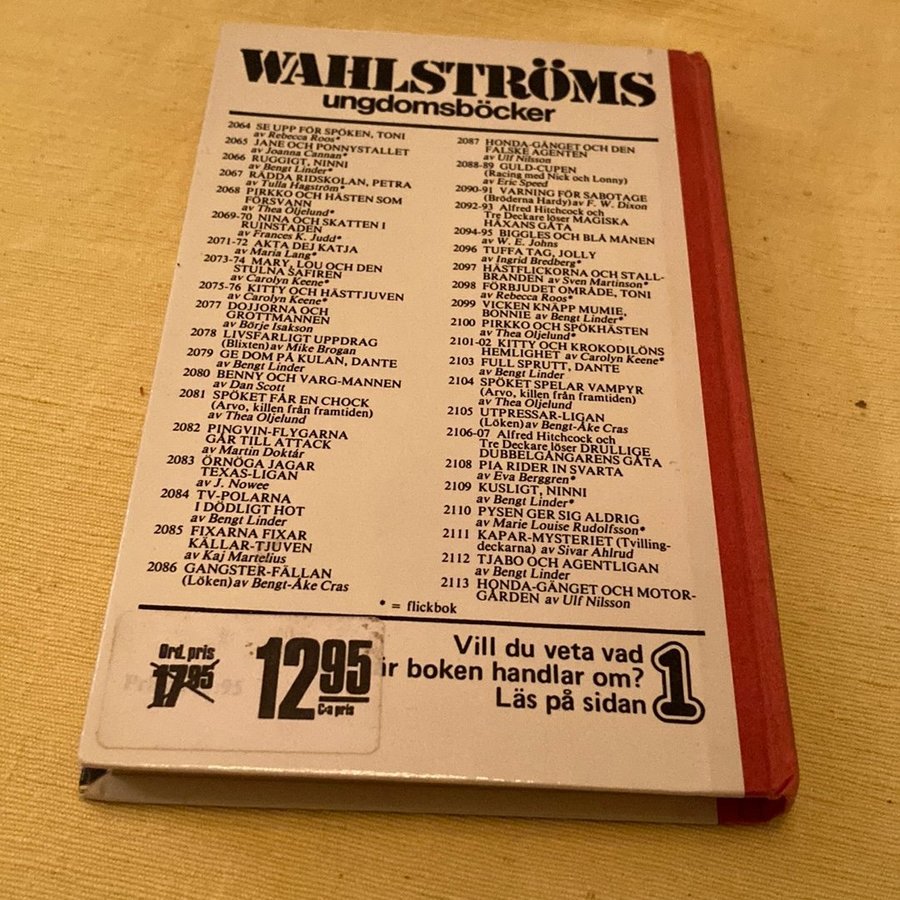 WAHLSTRÖMS
ungdomsböcker
2064 SE UPP FÖR SPÖKEN, TONI
av Rebecca Roos*
2065 JANE OCH PONNYSTALLET
av Joanna Cannan*
2066 RUGGIGT, NINNI
av Bengt Linder*
2067 RÄDDA RIDSKOLAN, PETRA
av Tulla Hagström*
2068 PIRKKO OCH HÄSTEN SOM
FÖRSVANN
av Thea Oljelund*
2069-70 NINA OCH SKATTEN I
RUINSTADEN
av Frances K. Judd*
2071-72 AKTA DEJ KATJA
av Maria Lang*
2073-74 MARY, LOU OCH DEN
STULNA SAFIREN
av Carolyn Keene*
2075-76 KITTY OCH HÄSTTJUVEN
av Carolyn Keene*
2077 DOJJORNA OCH
GROTTMANNEN
av Börje Isakson
2078 LIVSFARLIGT UPPDRAG
(Blixten) av Mike Brogan
2079 GE DOM PÅ KULAN, DANTE
av Bengt Linder
2080 BENNY OCH VARG-MANNEN
av Dan Scott
2081 SPÖKET FÅR EN CHOCK
(Arvo, killen från framtiden)
av Thea Oljelund
2082 PINGVIN-FLYGARNA
GÅR TILL ATTACK
av Martin Doktár
2083 ÖRNÖGA JAGAR
TEXAS-LIGAN
av J. Nowee
2084 TV-POLARNA
I DÖDLIGT HOT
av Bengt Linder
2085 FIXARNA FIXAR
KÄLLAR-TJUVEN
av Kaj Martelius
2086 GANGSTER-FÄLLAN
(Löken) av Bengt-Åke Cras
2087 HONDA-GÄNGET OCH DEN
FALSKE AGENTEN
av Ulf Nilsson
2088-89 GULD-CUPEN
(Racing med Nick och Lonny)
av Eric Speed
2090-91 VARNING FÖR SABOTAGE
(Bröderna Hardy) av F. W. Dixon
2092-93 Alfred Hitchcock och
Tre Deckare löser MAGISKA
HÄXANS GÅTA
2094-95 BIGGLES OCH BLÅ MÅNEN
av W. E. Johns
2096 TUFFA TAG, JOLLY
av Ingrid Bredberg*
2097 HÄSTFLICKORNA OCH STALL-
BRANDEN av Sven Martinson*
2098 FÖRBJUDET OMRÅDE, TONI
av Rebecca Roos*
2099 VICKEN KNÄPP MUMIE,
BONNIE av Bengt Linder*
2100 PIRKKO OCH SPÖKHÄSTEN
av Thea Oljelund*
2101-02 KITTY OCH KROKODILÖNS
HEMLIGHET av Carolyn Keene*
2103 FULL SPRUTT, DANTE
av Bengt Linder
2104 SPÖKET SPELAR VAMPYR
(Arvo, killen från framtiden)
av Thea Oljelund
2105 UTPRESSAR-LIGAN
(Löken) av Bengt-Åke Cras
2106-07 Alfred Hitchcock och
Tre Deckare löser DRULLIGE
DUBBELGÅNGARENS GÅTA
2108 PIA RIDER IN SVARTA
av Eva Berggren*
2109 KUSLIGT, NINNI
av Bengt Linder*
2110 PYSEN GER SIG ALDRIG
av Marie Louise Rudolfsson*
2111 KAPAR-MYSTERIET (Tvilling-
deckarna) av Sivar Ahlrud
2112 TJABO OCH AGENTLIGAN
av Bengt Linder
2113 HONDA-GÄNGET OCH MOTOR-
GÅRDEN av Ulf Nilsson
* = flickbok
Ord. pris
1795
1295
C:a pris
Vill du veta vad
är boken handlar om?
Läs på sidan 1